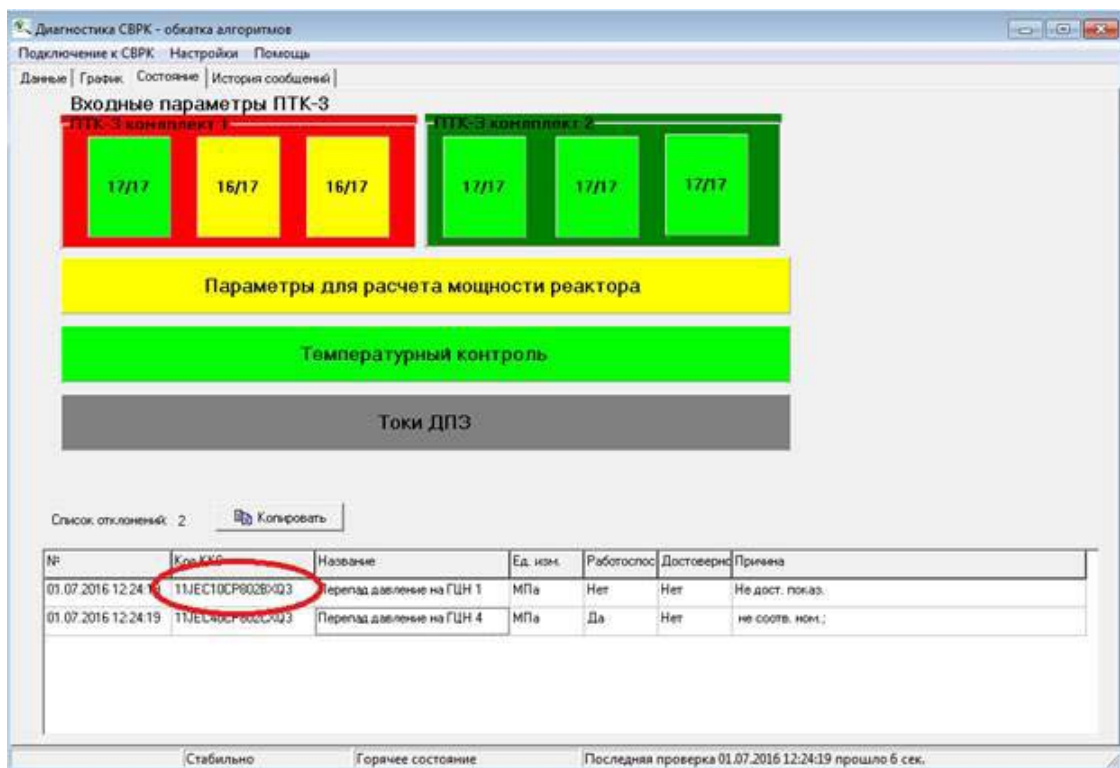 Диагностика СВРК - обкатка алгоритмов
Подключение к СВРК Настройки Помощь
Данные График Состояние История сообщений
Входные параметры ПТК-3
ПТК-3 комплект 1 ПТК-3 комплект 2
17/17 16/17 16/17 17/17 17/17 17/17
Параметры для расчета мощности реактора
Температурный контроль
Токи ДПЗ
Список отклонений: 2 Копировать
№ Код KKS Название Ед. изм. Работоспос Достоверно Причина
01.07.2016 12:24:19 11JEC10CP802BXQ3 Перепад давление на ГЦН 1 МПа Нет Нет Не дост. показ.
01.07.2016 12:24:19 11JEC40CP802CXQ3 Перепад давление на ГЦН 4 МПа Да Нет не соотв. ном.;
Стабильно Горячее состояние Последняя проверка 01.07.2016 12:24:19 прошло 6 сек.